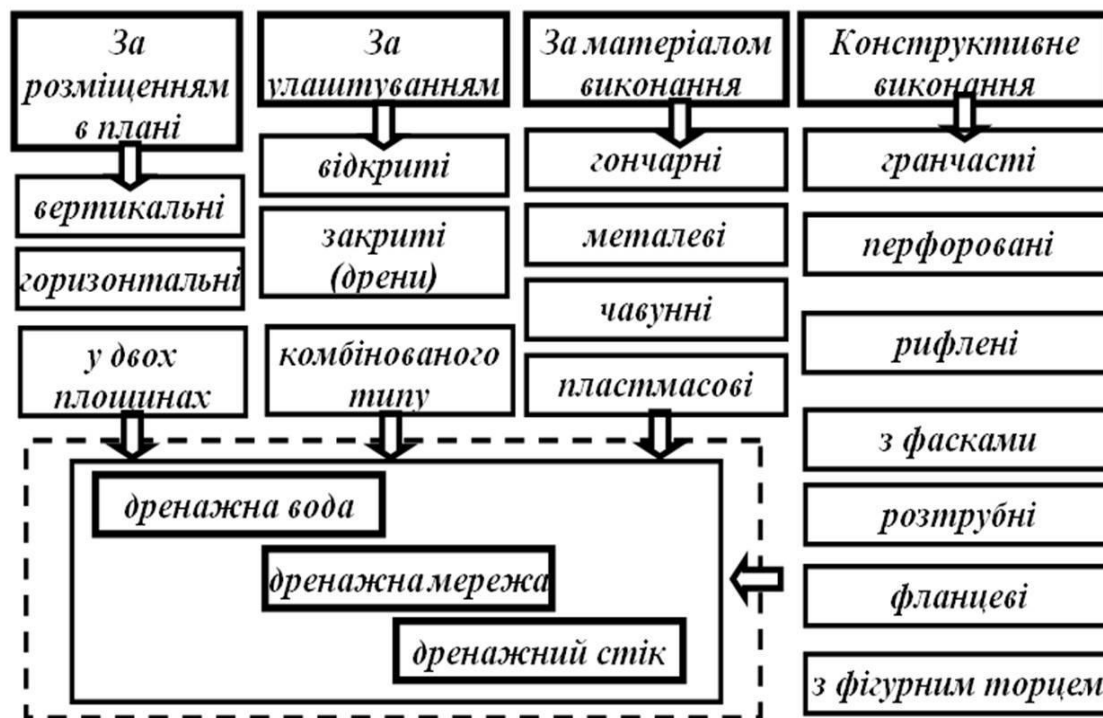 За
розміщенням
в плані
вертикальні
горизонтальні
у двох
площинах
За
улаштуванням
відкриті
закриті
(дрени)
комбінованого
типу
За матеріалом
виконання
гончарні
металеві
чавунні
пластмасові
Конструктивне
виконання
гранчасті
перфоровані
рифлені
з фасками
розтрубні
фланцеві
з фігурним торцем
дренажна вода
дренажна мережа
дренажний стік